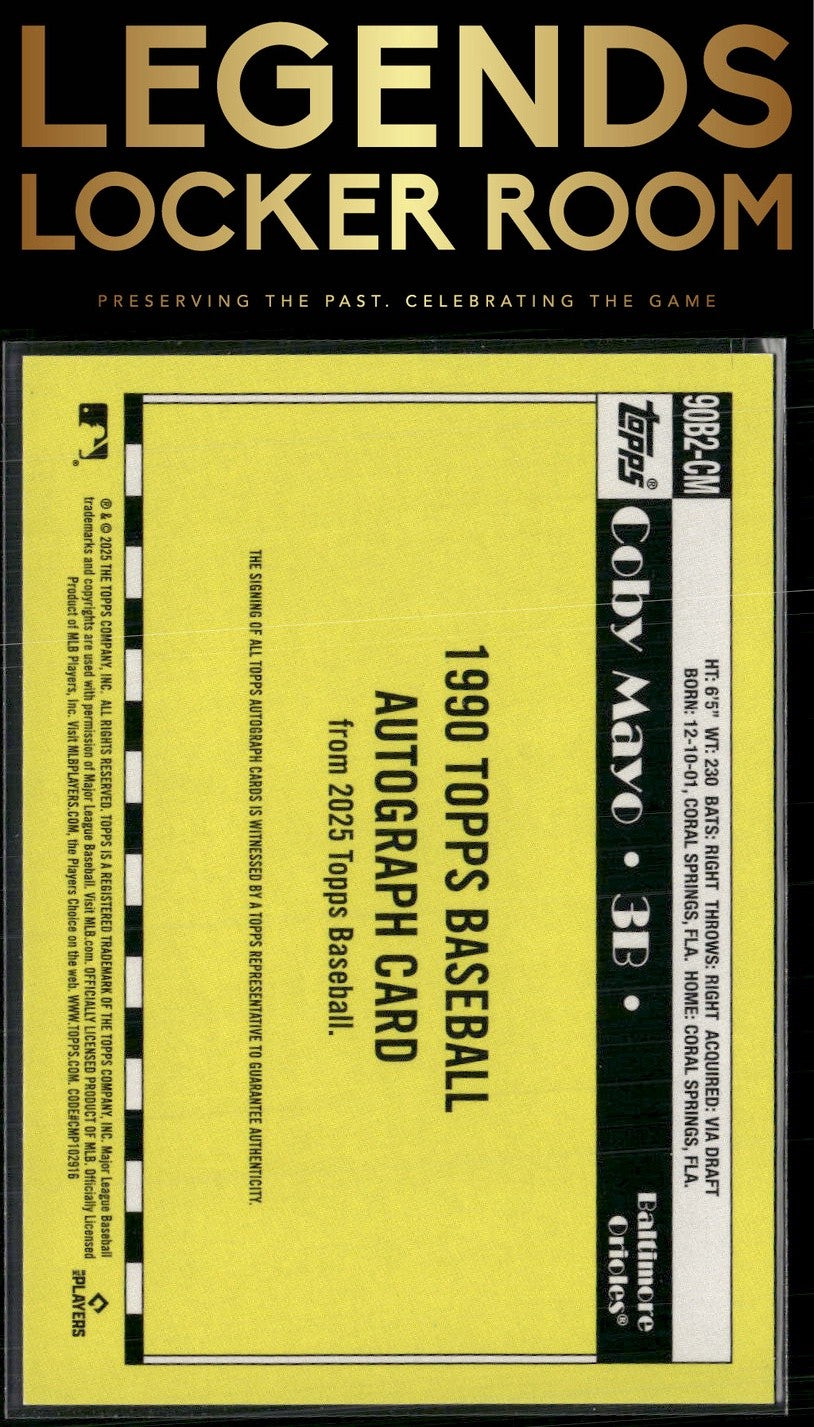 LEGENDS
LOCKER ROOM
PRESERVING THE PAST. CELEBRATING THE GAME
90B2-CM
HT: 6'5" WT: 230 BATS: RIGHT THROWS: RIGHT ACQUIRED: VIA DRAFT
BORN: 12-10-01, CORAL SPRINGS, FLA. HOME: CORAL SPRINGS, FLA.
topps®
Coby Mayo • 3B •
Baltimore
Orioles®
1990 TOPPS BASEBALL
AUTOGRAPH CARD
from 2025 Topps Baseball.
THE SIGNING OF ALL TOPPS AUTOGRAPH CARDS IS WITNESSED BY A TOPPS REPRESENTATIVE TO GUARANTEE AUTHENTICITY.
®
® & © 2025 THE TOPPS COMPANY, INC. ALL RIGHTS RESERVED. TOPPS IS A REGISTERED TRADEMARK OF THE TOPPS COMPANY, INC. Major League Baseball
trademarks and copyrights are used with permission of Major League Baseball. Visit MLB.com. OFFICIALLY LICENSED PRODUCT OF MLB. Officially Licensed
Product of MLB Players, Inc. Visit MLBPLAYERS.COM, the Players Choice on the web. WWW.TOPPS.COM. CODE#CMP102916
MLB PLAYERS